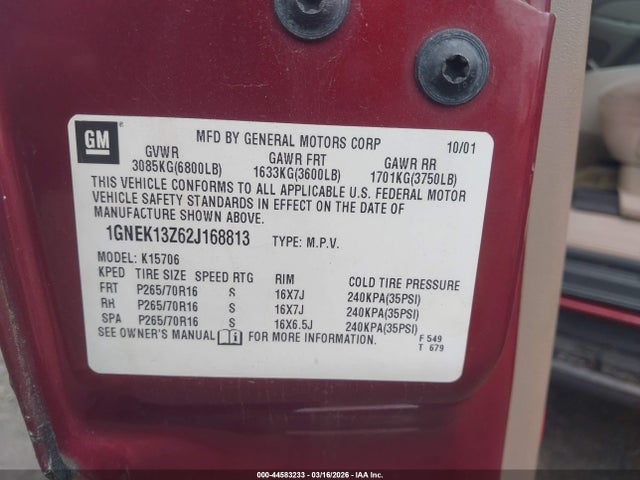 GM
MFD BY GENERAL MOTORS CORP 10/01
GVWR GAWR FRT GAWR RR
3085KG(6800LB) 1633KG(3600LB) 1701KG(3750LB)
THIS VEHICLE CONFORMS TO ALL APPLICABLE U.S. FEDERAL MOTOR
VEHICLE SAFETY STANDARDS IN EFFECT ON THE DATE OF
MANUFACTURE SHOWN ABOVE.
1GNEK13Z62J168813 TYPE: M.P.V.
MODEL: K15706
KPED TIRE SIZE SPEED RTG RIM COLD TIRE PRESSURE
FRT P265/70R16 S 16X7J 240KPA(35PSI)
RH P265/70R16 S 16X7J 240KPA(35PSI)
SPA P265/70R16 S 16X6.5J 240KPA(35PSI)
SEE OWNER'S MANUAL FOR MORE INFORMATION.
F 549
T 679
000-44583233 | 03/16/2026 | IAA Inc.